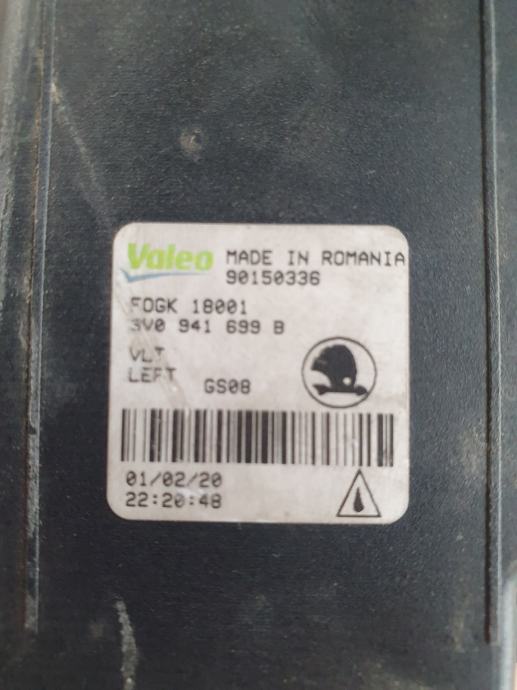 Valeo MADE IN ROMANIA
90150336
FOGK 18001
3V0 941 699 B
VLT
LEFT GS08
01/02/20
22:20:48